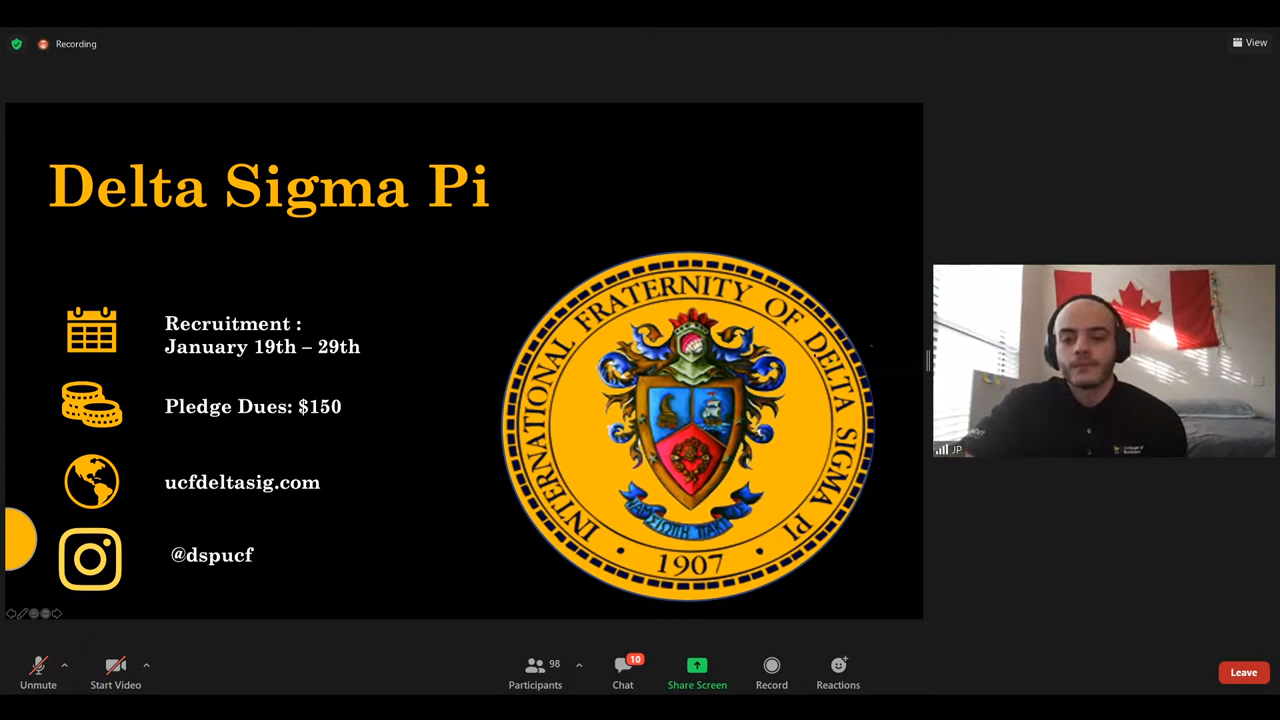 Recording
View
Delta Sigma Pi
Recruitment :
January 19th – 29th
Pledge Dues: $150
ucfdeltasig.com
@dspucf
INTERNATIONAL FRATERNITY OF DELTA SIGMA PI
1907
JP
Unmute
Start Video
98
Participants
10
Chat
Share Screen
Record
Reactions
Leave